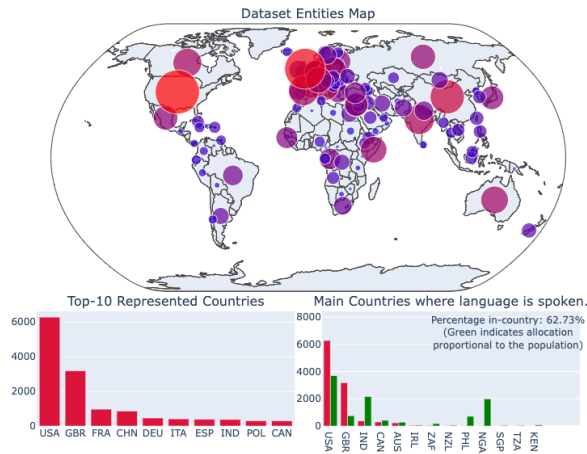 Dataset Entities Map
Top-10 Represented Countries
6000
4000
2000
0
USA GBR FRA CHN DEU ITA ESP IND POL CAN
Main Countries where language is spoken.
Percentage in-country: 62.73%
(Green indicates allocation
proportional to the population)
8000
6000
4000
2000
0
USA GBR IND CAN AUS IRL ZAF NZL PHL NGA SGP TZA KEN